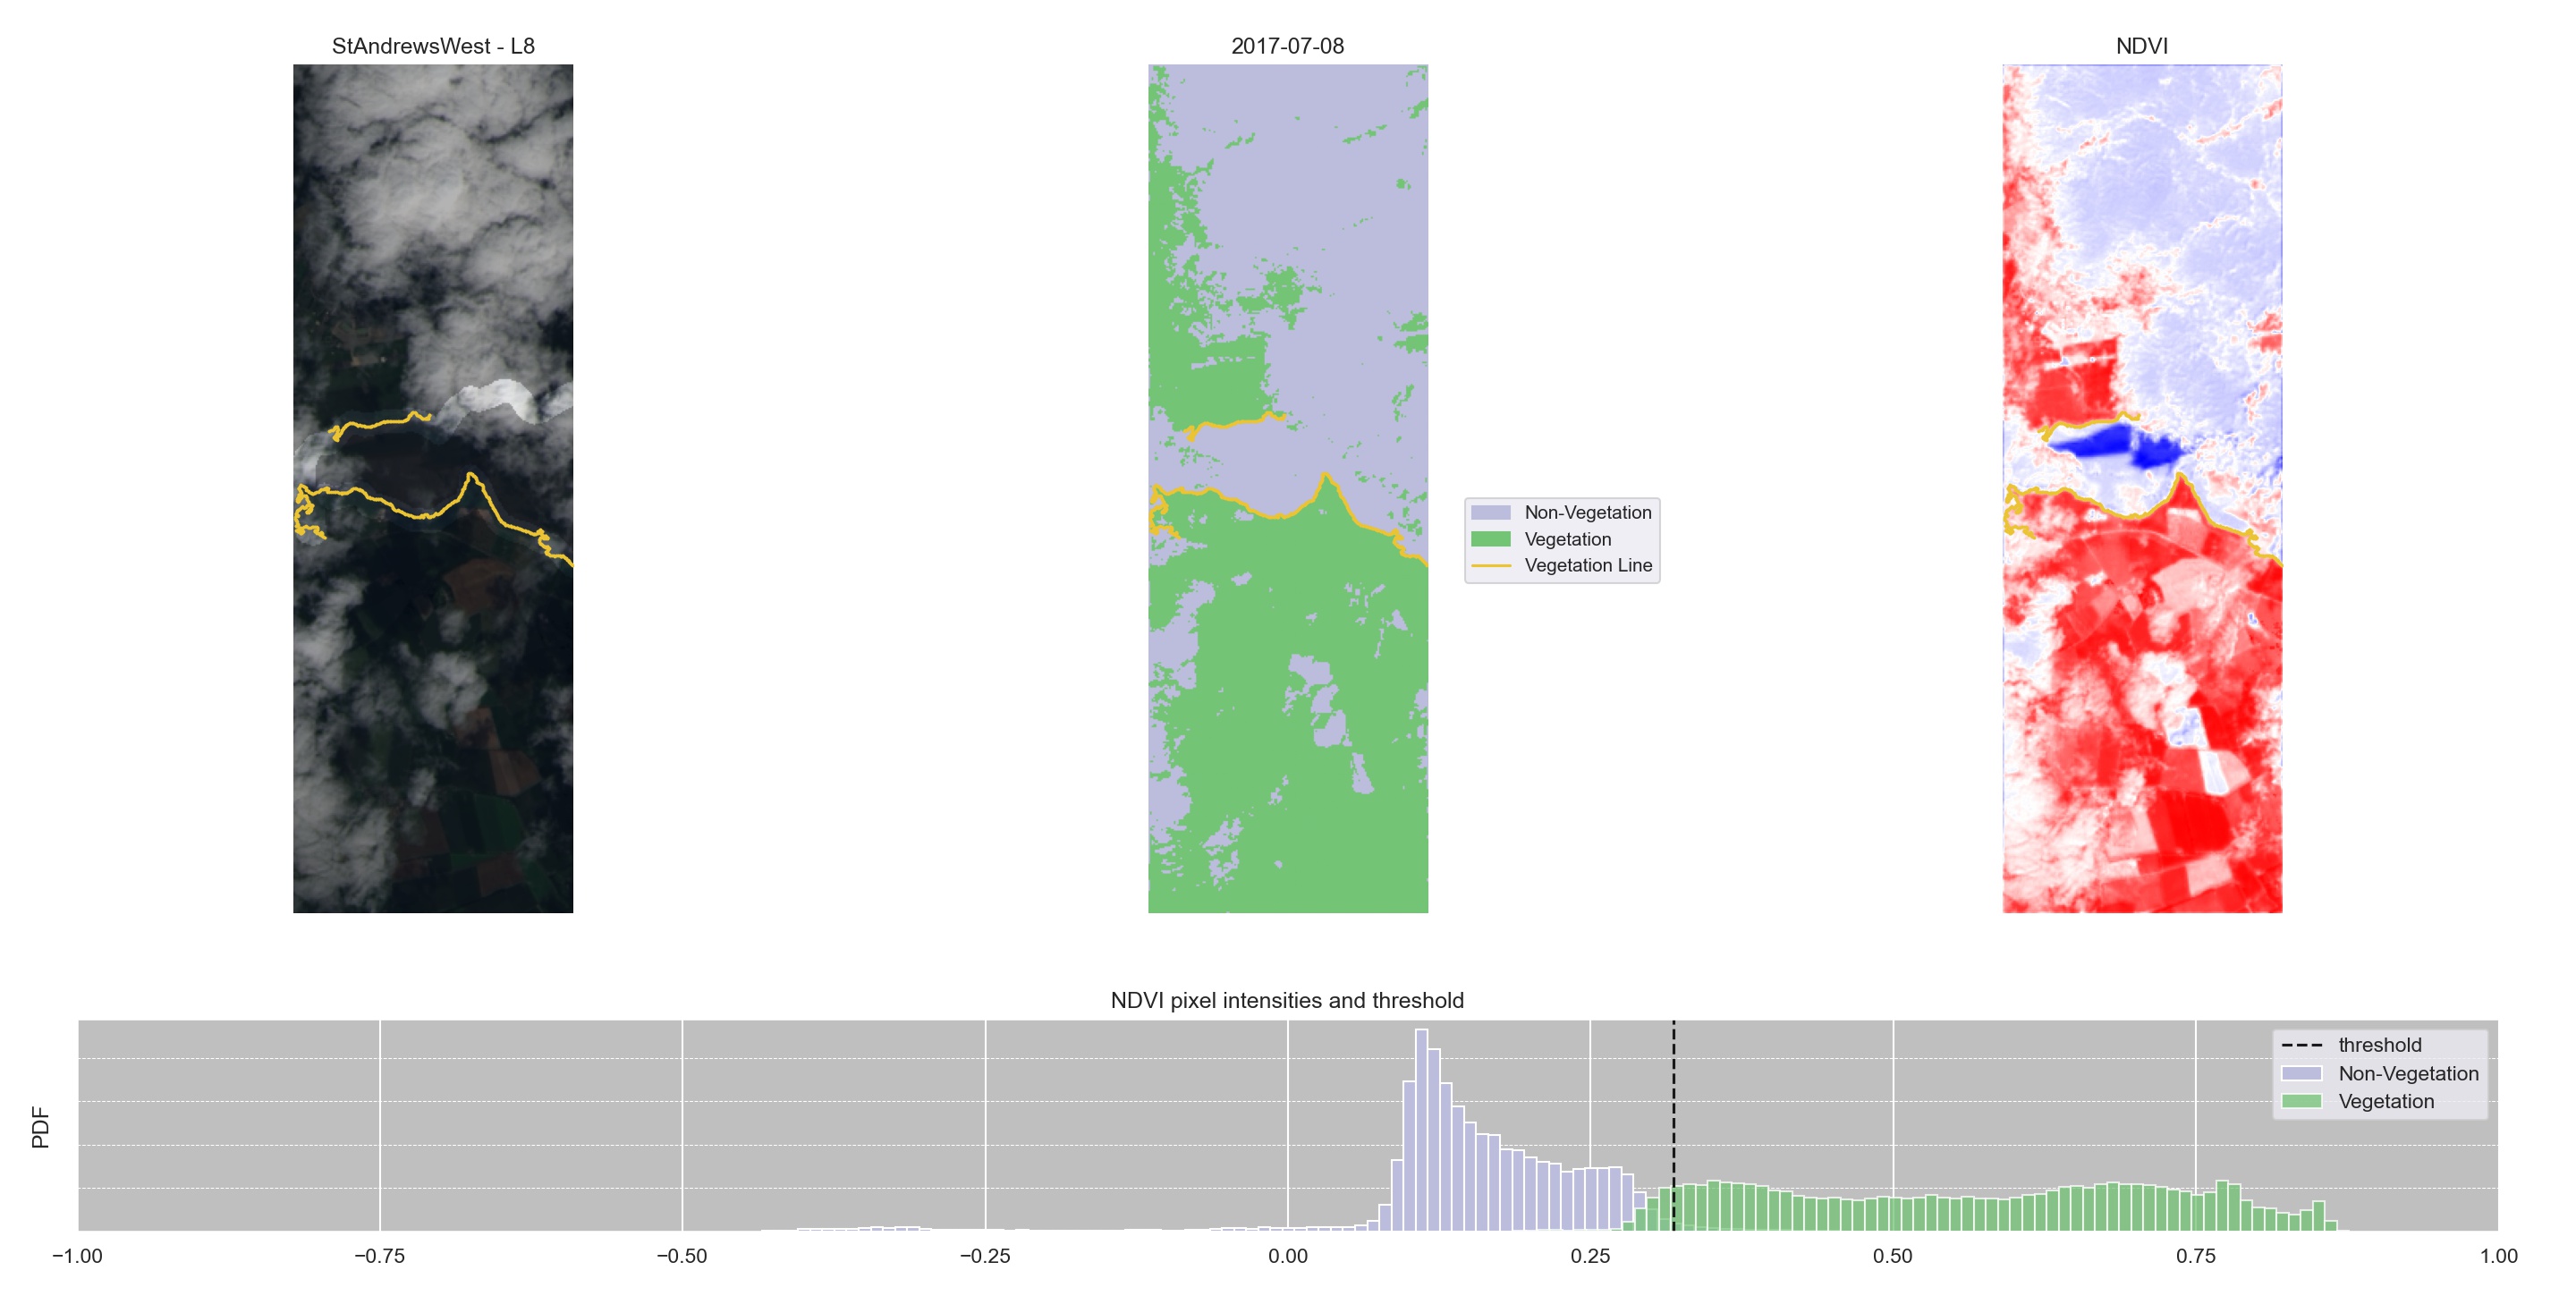 StAndrewsWest - L8
2017-07-08
NDVI
Non-Vegetation
Vegetation
Vegetation Line
NDVI pixel intensities and threshold
PDF
threshold
Non-Vegetation
Vegetation
−1.00
−0.75
−0.50
−0.25
0.00
0.25
0.50
0.75
1.00